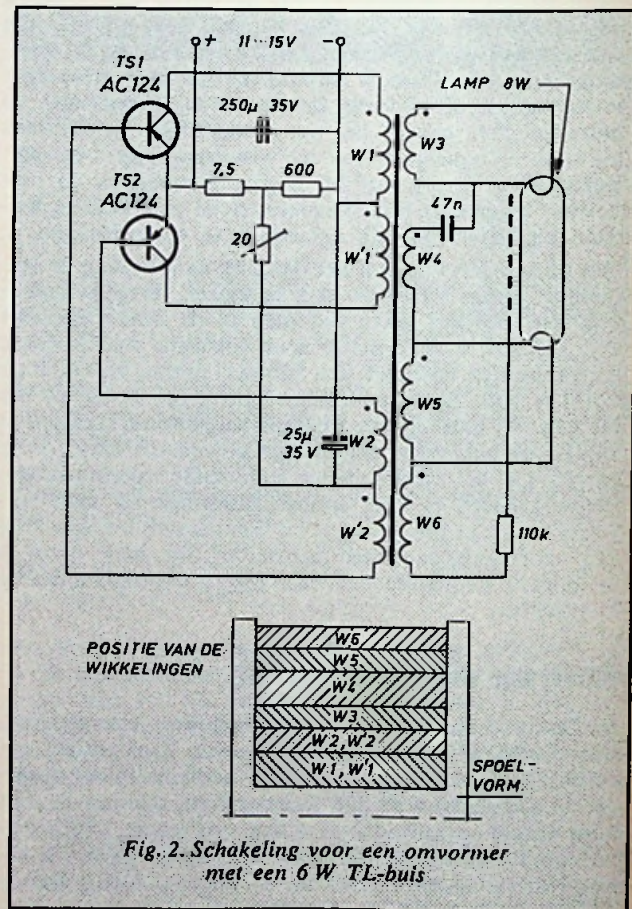 + 11...15V -
TS1
AC124
250µ 35V
LAMP 8W
W1
W3
TS2
AC124
7,5
600
47n
20
W'1
W4
W5
25µ
35V
W2
W'2
W6
110k
POSITIE VAN DE
WIKKELINGEN
W6
W5
W4
W3
W2, W'2
W1, W'1
SPOEL-
VORM
Fig. 2. Schakeling voor een omvormer
met een 6 W TL-buis